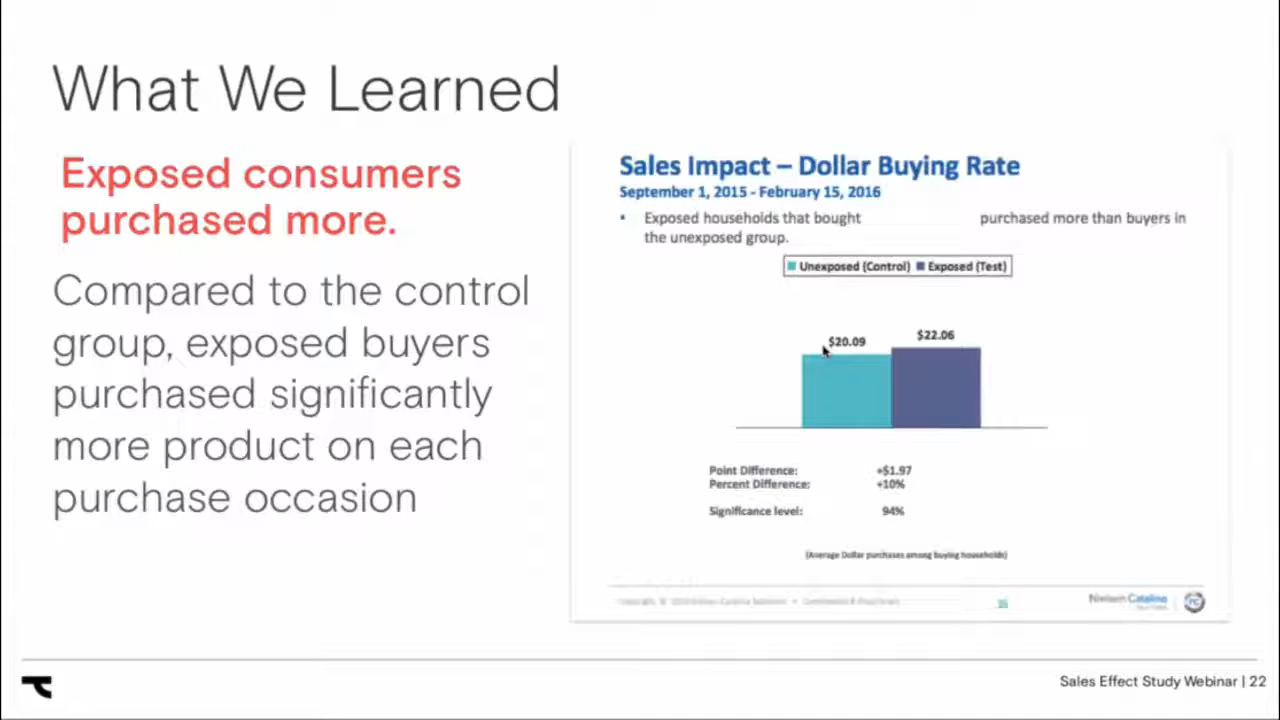 What We Learned
Exposed consumers
purchased more.
Compared to the control
group, exposed buyers
purchased significantly
more product on each
purchase occasion
Sales Impact – Dollar Buying Rate
September 1, 2015 - February 15, 2016
• Exposed households that bought purchased more than buyers in
the unexposed group.
Unexposed (Control) Exposed (Test)
$20.09 $22.06
Point Difference: +$1.97
Percent Difference: +10%
Significance level: 94%
(Average Dollar purchases among buying households)
Nielsen Catalina
Sales Effect Study Webinar | 22